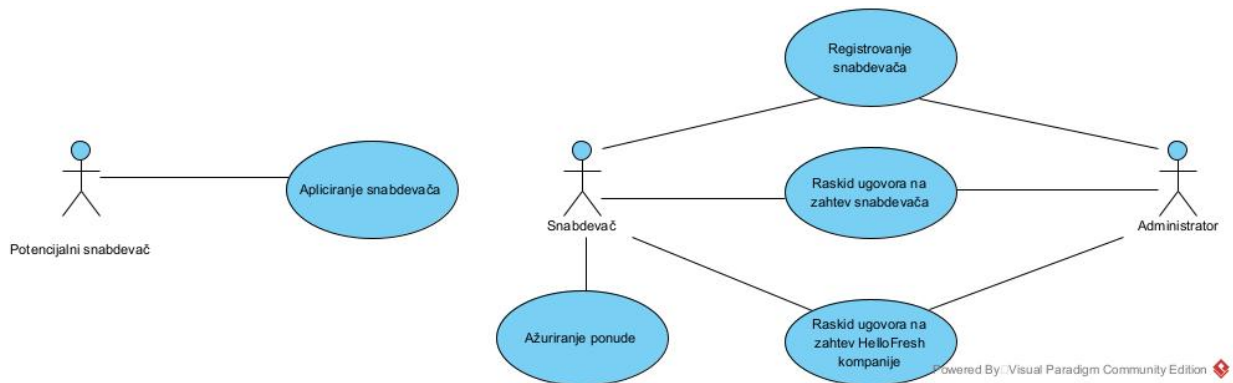 Registrovanje
snabdevača
Apliciranje snabdevača
Raskid ugovora na
zahtev snabdevača
Potencijalni snabdevač
Snabdevač
Administrator
Ažuriranje ponude
Raskid ugovora na
zahtev HelloFresh
kompanije
Powered By Visual Paradigm Community Edition